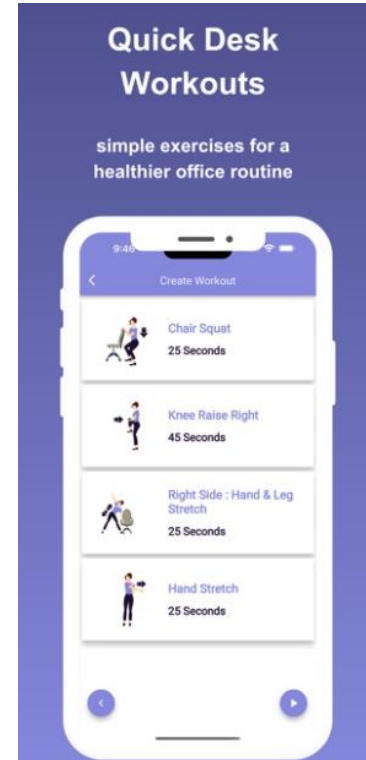 Quick Desk
Workouts
simple exercises for a
healthier office routine
9:46
Create Workout
Chair Squat
25 Seconds
Knee Raise Right
45 Seconds
Right Side : Hand & Leg
Stretch
25 Seconds
Hand Stretch
25 Seconds